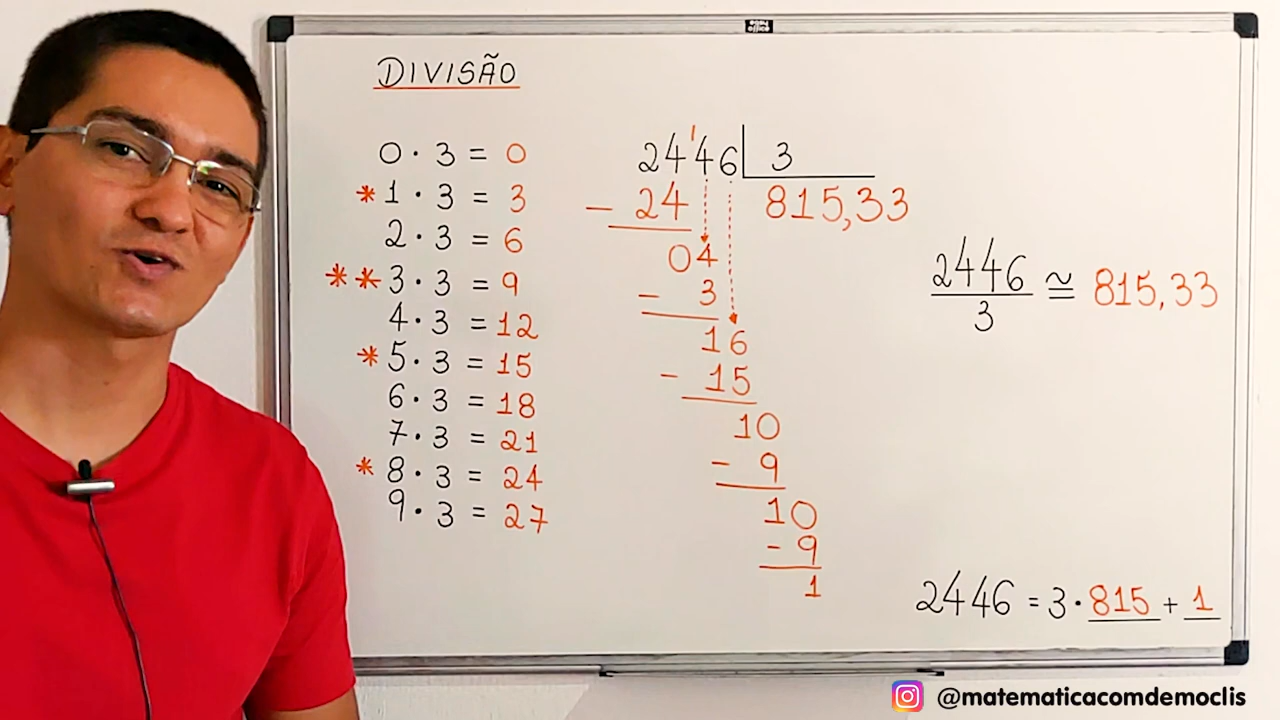 DIVISÃO
0 · 3 = 0
* 1 · 3 = 3
2 · 3 = 6
** 3 · 3 = 9
4 · 3 = 12
* 5 · 3 = 15
6 · 3 = 18
7 · 3 = 21
* 8 · 3 = 24
9 · 3 = 27
24'46 | 3
- 24 815,33
04
- 3
16
- 15
10
- 9
10
- 9
1
2446
3
≅ 815,33
2446 = 3 · 815 + 1
@matematicacomdemoclis